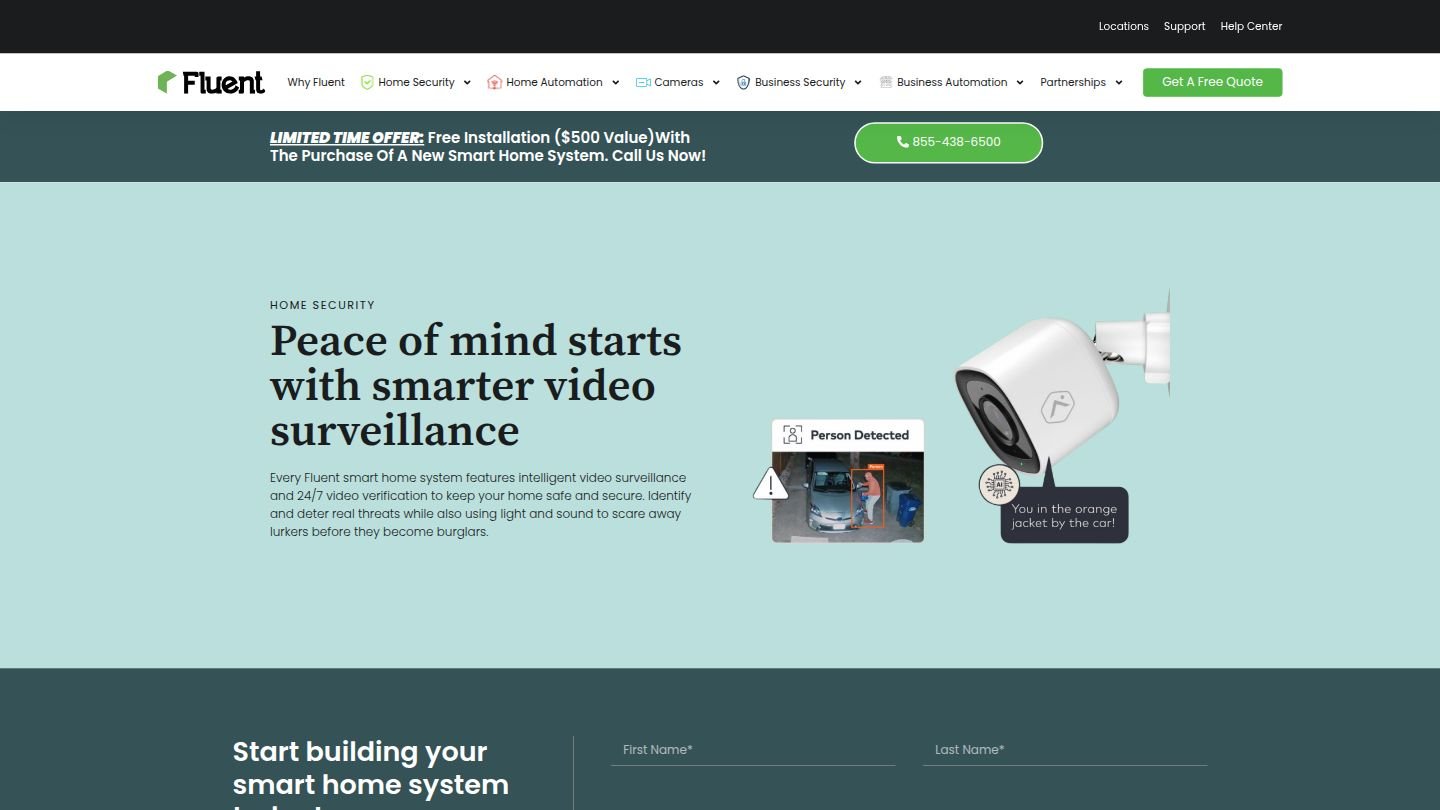 Locations Support Help Center
Fluent Why Fluent Home Security Home Automation Cameras Business Security Business Automation Partnerships Get A Free Quote
LIMITED TIME OFFER: Free Installation ($500 Value)With
The Purchase Of A New Smart Home System. Call Us Now!
855-438-6500
HOME SECURITY
Peace of mind starts
with smarter video
surveillance
Every Fluent smart home system features intelligent video surveillance
and 24/7 video verification to keep your home safe and secure. Identify
and deter real threats while also using light and sound to scare away
lurkers before they become burglars.
Person Detected
Person
AI
You in the orange
jacket by the car!
Start building your
smart home system
First Name*
Last Name*